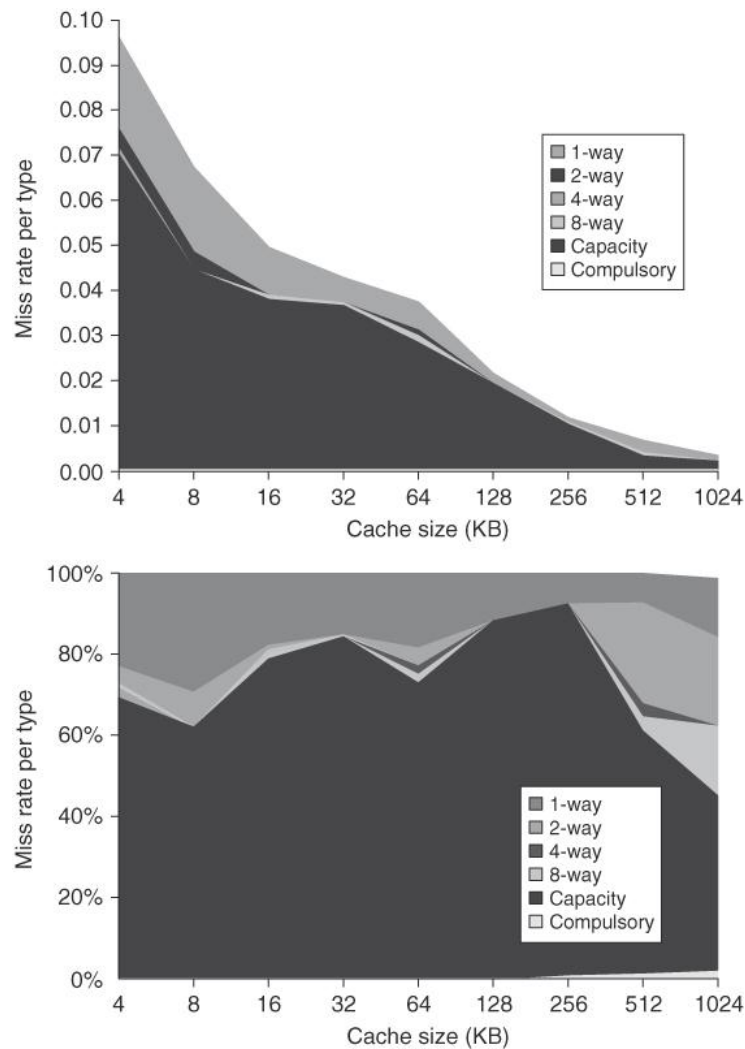 0.10
0.09
0.08
0.07
0.06
0.05
0.04
0.03
0.02
0.01
0.00
Miss rate per type
1-way
2-way
4-way
8-way
Capacity
Compulsory
4 8 16 32 64 128 256 512 1024
Cache size (KB)
100%
80%
60%
40%
20%
0%
Miss rate per type
1-way
2-way
4-way
8-way
Capacity
Compulsory
4 8 16 32 64 128 256 512 1024
Cache size (KB)